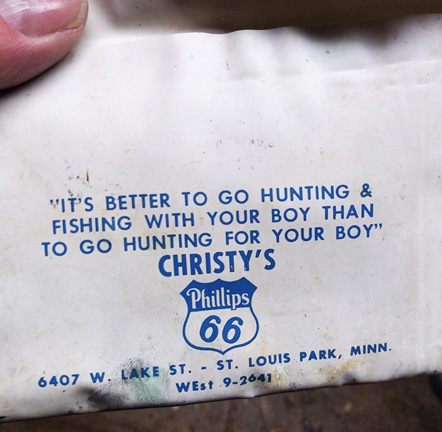 "IT'S BETTER TO GO HUNTING &
FISHING WITH YOUR BOY THAN
TO GO HUNTING FOR YOUR BOY"
CHRISTY'S
Phillips
66
6407 W. LAKE ST. - ST. LOUIS PARK, MINN.
WEst 9-2641